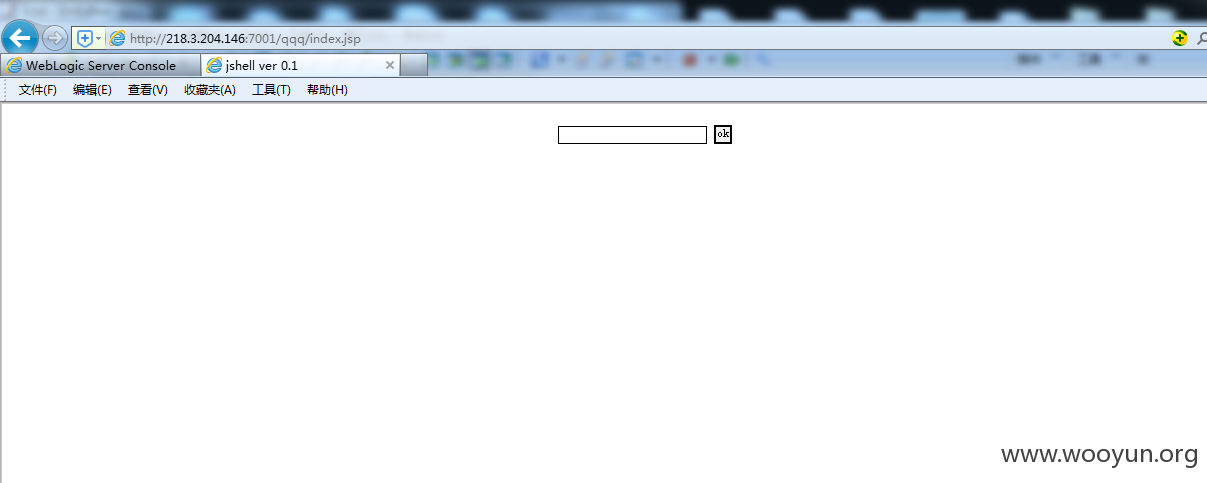 http://218.3.204.146:7001/qqq/index.jsp
WebLogic Server Console jshell ver 0.1
文件(F) 编辑(E) 查看(V) 收藏夹(A) 工具(T) 帮助(H)
ok
www.wooyun.org